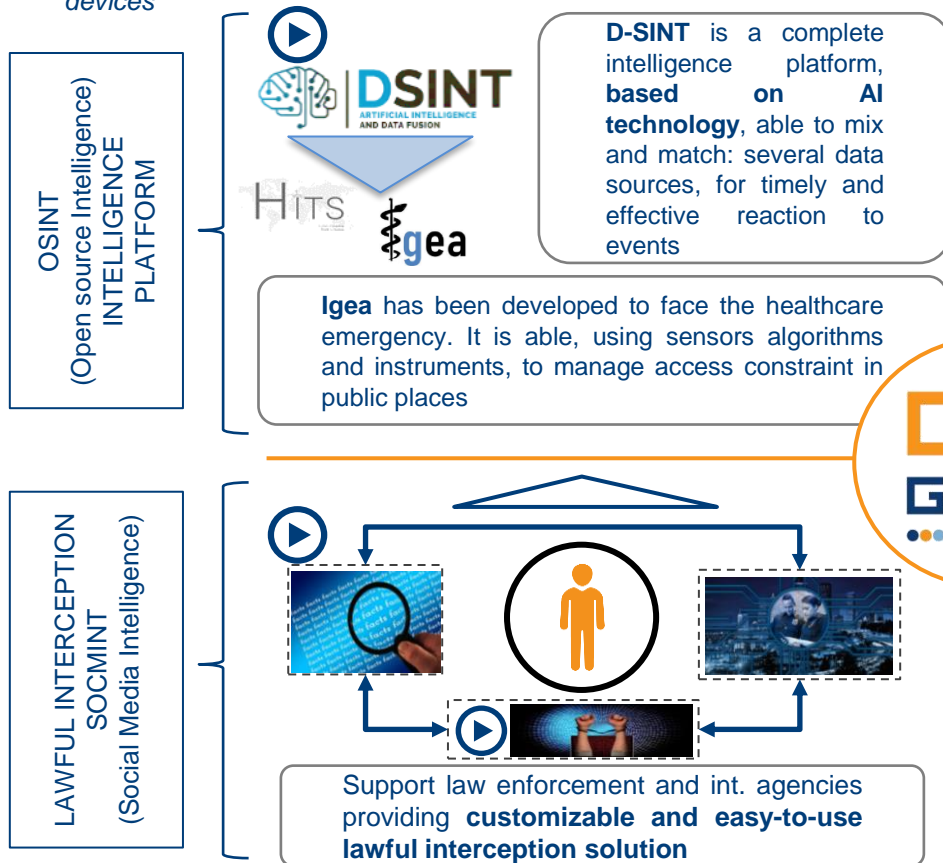 devices
OSINT
(Open source Intelligence)
INTELLIGENCE
PLATFORM
DSINT
ARTIFICIAL INTELLIGENCE
AND DATA FUSION
HITS
Igea
D-SINT is a complete
intelligence platform,
based on AI
technology, able to mix
and match: several data
sources, for timely and
effective reaction to
events
Igea has been developed to face the healthcare
emergency. It is able, using sensors algorithms
and instruments, to manage access constraint in
public places
LAWFUL INTERCEPTION
SOCMINT
(Social Media Intelligence)
facts facts facts
Support law enforcement and int. agencies
providing customizable and easy-to-use
lawful interception solution